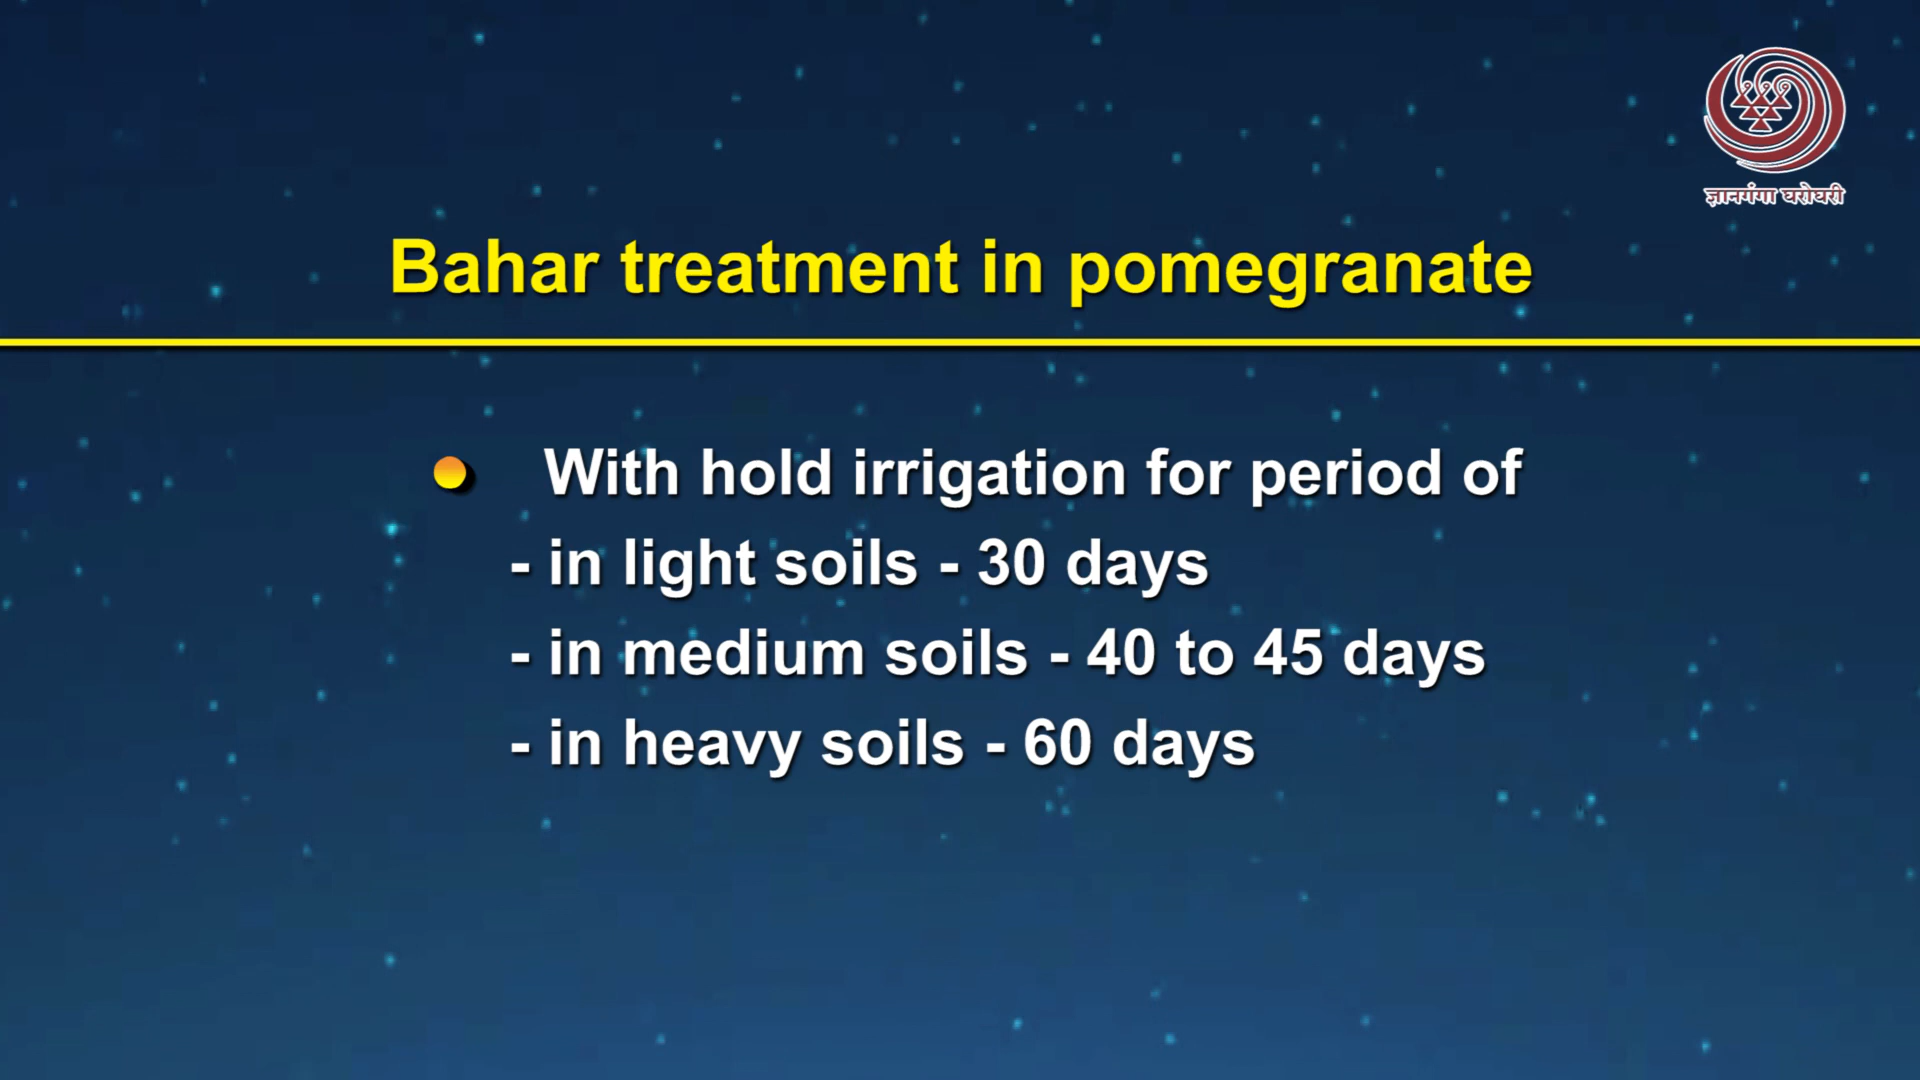 ज्ञानगंगा घरोघरी
Bahar treatment in pomegranate
With hold irrigation for period of
- in light soils - 30 days
- in medium soils - 40 to 45 days
- in heavy soils - 60 days